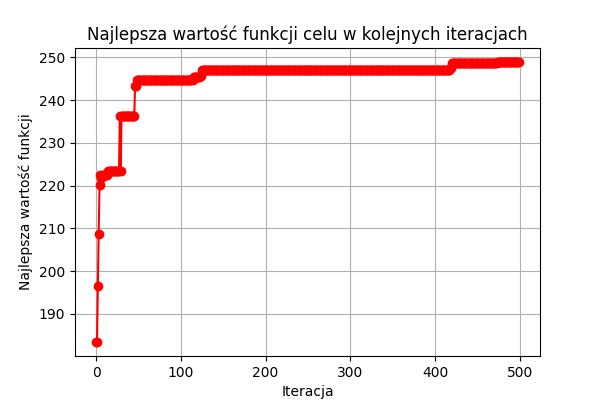 Najlepsza wartość funkcji celu w kolejnych iteracjach
Najlepsza wartość funkcji
250
240
230
220
210
200
190
0 100 200 300 400 500
Iteracja